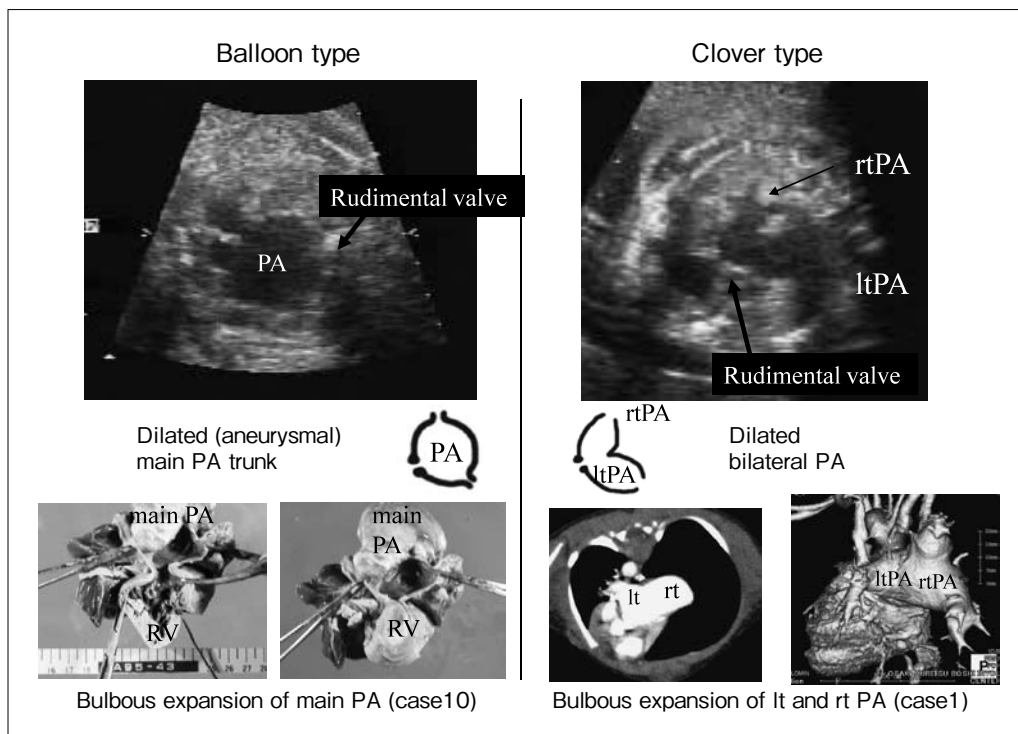 Balloon type
Rudimental valve
PA
Dilated (aneurysmal)
main PA trunk
PA
main PA
RV
A95-43
main
PA
RV
Bulbous expansion of main PA (case10)
Clover type
rtPA
ltPA
Rudimental valve
rtPA
ltPA
Dilated
bilateral PA
lt
rt
ltPA
rtPA
Bulbous expansion of lt and rt PA (case1)